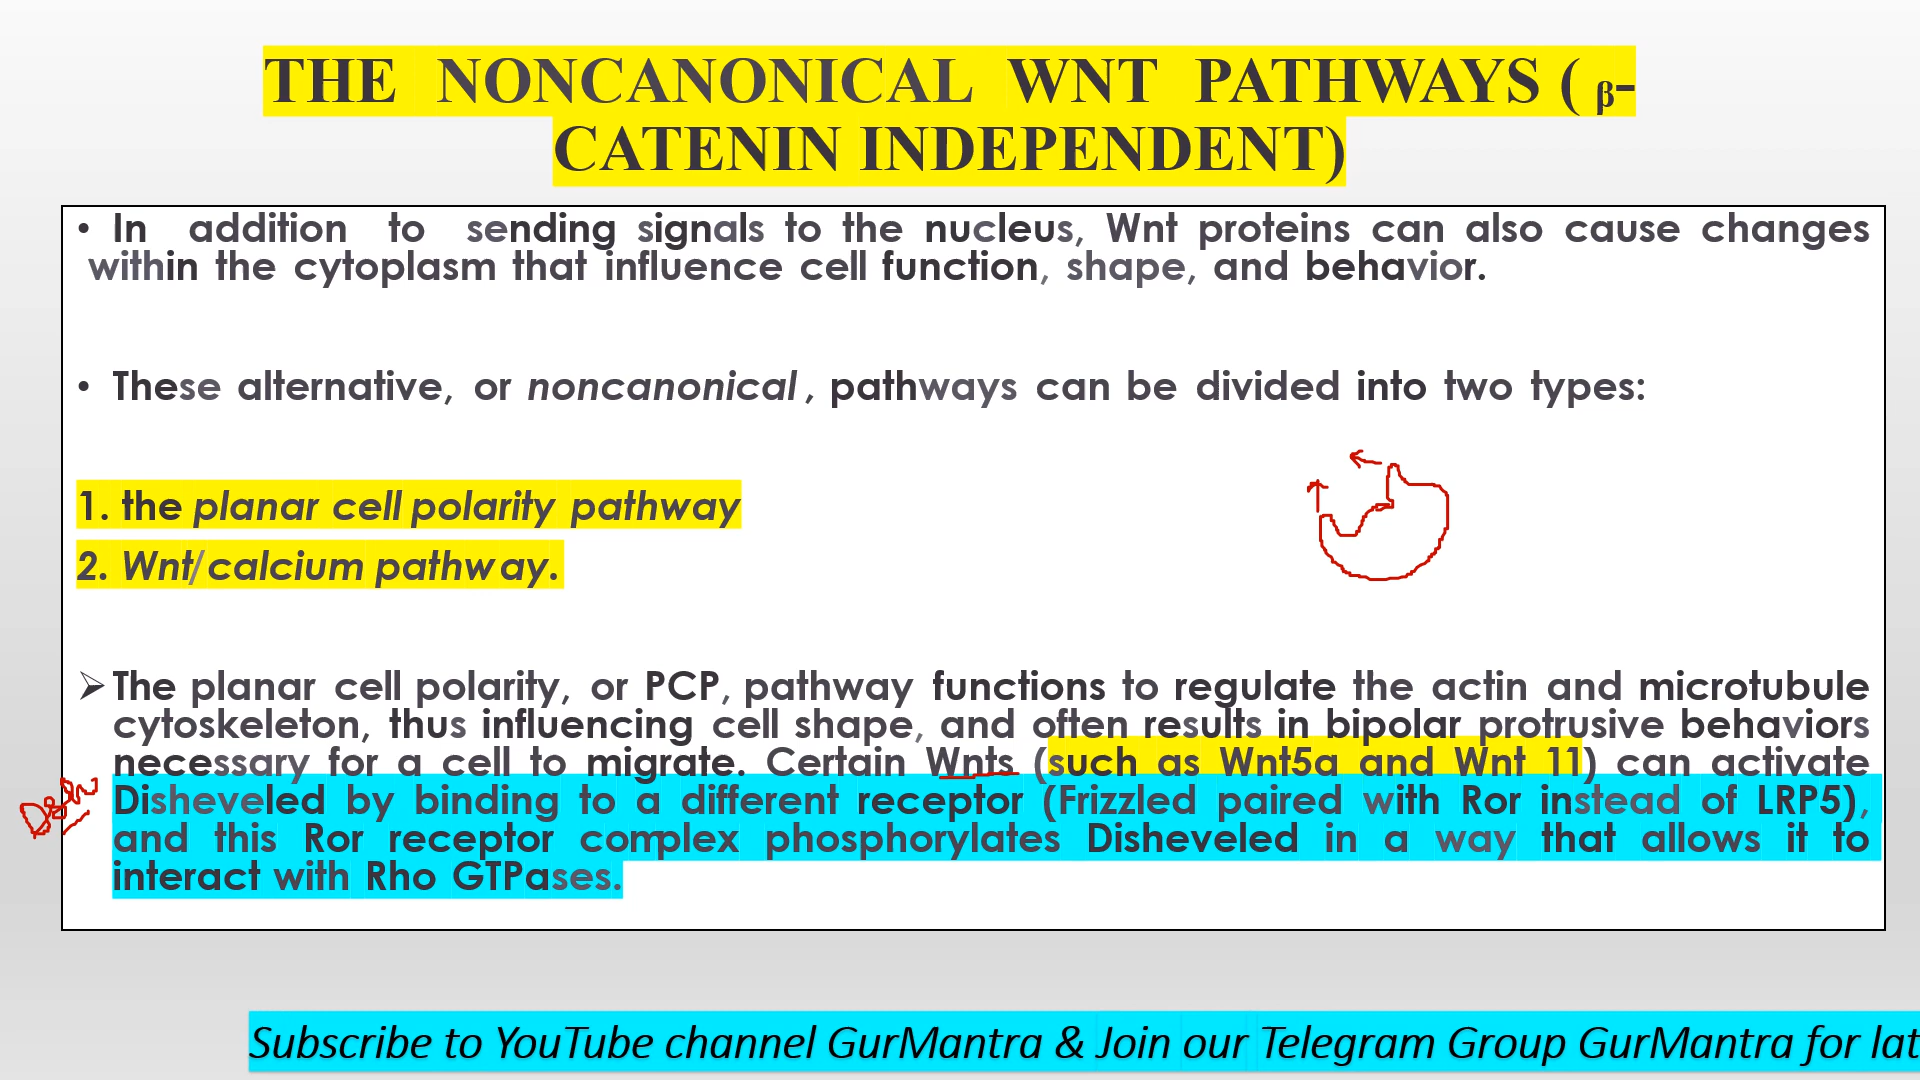 THE NONCANONICAL WNT PATHWAYS ( β-
CATENIN INDEPENDENT)
• In addition to sending signals to the nucleus, Wnt proteins can also cause changes
within the cytoplasm that influence cell function, shape, and behavior.
• These alternative, or noncanonical , pathways can be divided into two types:
1. the planar cell polarity pathway
2. Wnt/calcium pathway.
➢ The planar cell polarity, or PCP, pathway functions to regulate the actin and microtubule
cytoskeleton, thus influencing cell shape, and often results in bipolar protrusive behaviors
necessary for a cell to migrate. Certain Wnts (such as Wnt5a and Wnt 11) can activate
Disheveled by binding to a different receptor (Frizzled paired with Ror instead of LRP5),
and this Ror receptor complex phosphorylates Disheveled in a way that allows it to
interact with Rho GTPases.
Subscribe to YouTube channel GurMantra & Join our Telegram Group GurMantra for lat